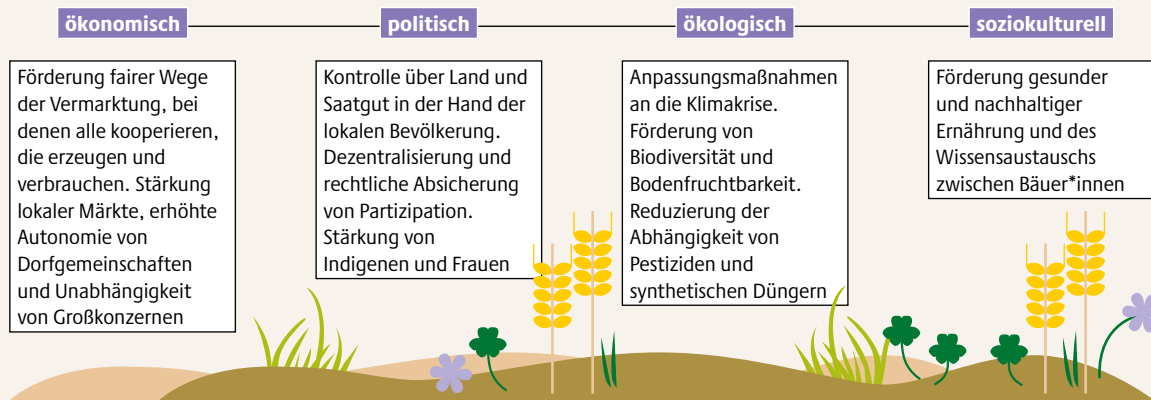 ökonomisch
politisch
ökologisch
soziokulturell
Förderung fairer Wege
der Vermarktung, bei
denen alle kooperieren,
die erzeugen und
verbrauchen. Stärkung
lokaler Märkte, erhöhte
Autonomie von
Dorfgemeinschaften
und Unabhängigkeit
von Großkonzernen
Kontrolle über Land und
Saatgut in der Hand der
lokalen Bevölkerung.
Dezentralisierung und
rechtliche Absicherung
von Partizipation.
Stärkung von
Indigenen und Frauen
Anpassungsmaßnahmen
an die Klimakrise.
Förderung von
Biodiversität und
Bodenfruchtbarkeit.
Reduzierung der
Abhängigkeit von
Pestiziden und
synthetischen Düngern
Förderung gesunder
und nachhaltiger
Ernährung und des
Wissensaustauschs
zwischen Bäuer*innen